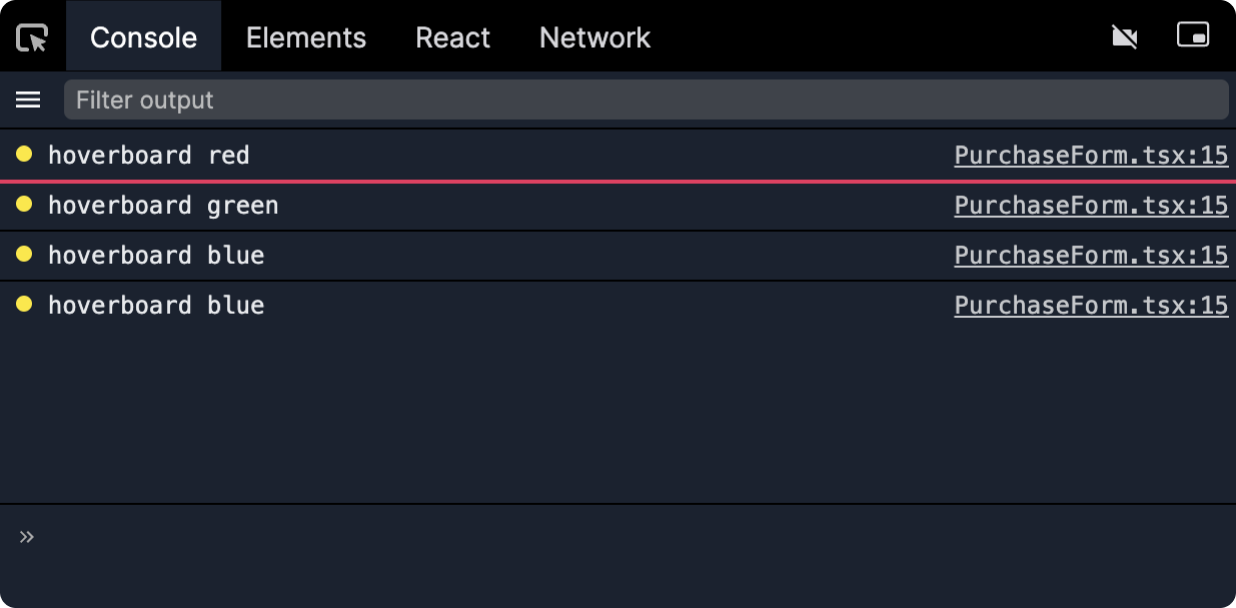 Console Elements React Network
Filter output
hoverboard red PurchaseForm.tsx:15
hoverboard green PurchaseForm.tsx:15
hoverboard blue PurchaseForm.tsx:15
hoverboard blue PurchaseForm.tsx:15
»